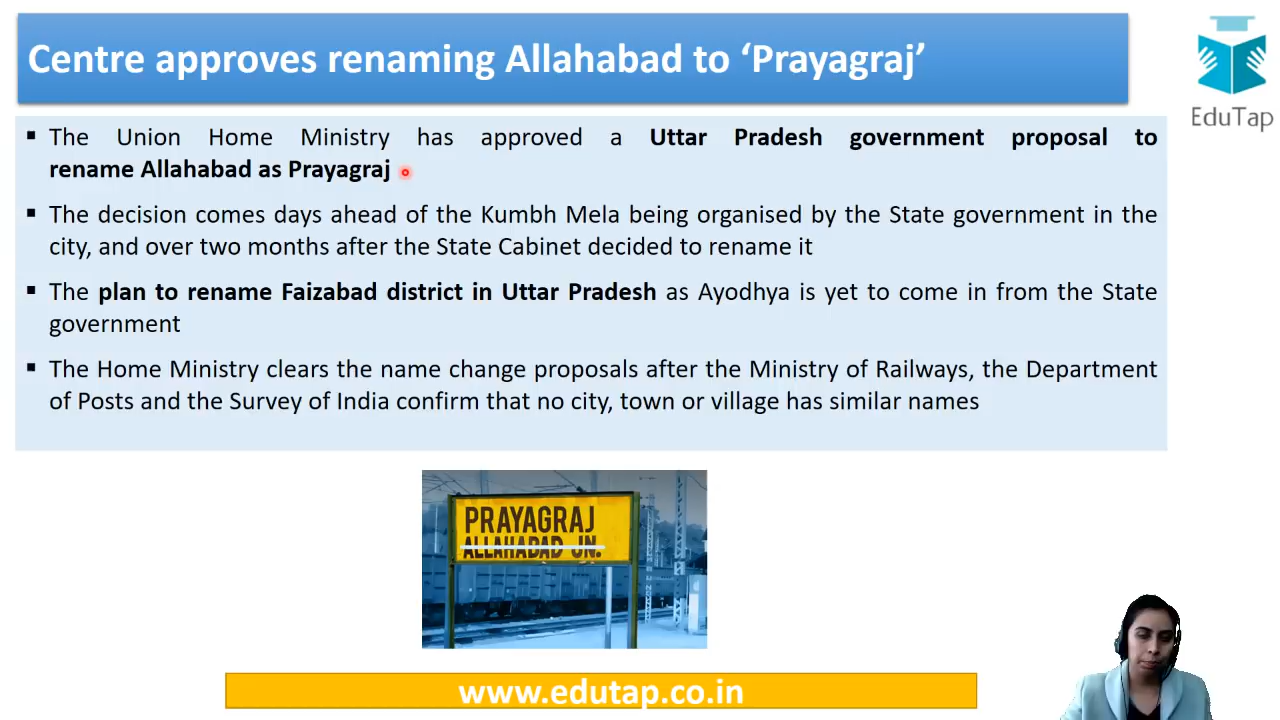 Centre approves renaming Allahabad to ‘Prayagraj’
EduTap
▪ The Union Home Ministry has approved a Uttar Pradesh government proposal to
rename Allahabad as Prayagraj
▪ The decision comes days ahead of the Kumbh Mela being organised by the State government in the
city, and over two months after the State Cabinet decided to rename it
▪ The plan to rename Faizabad district in Uttar Pradesh as Ayodhya is yet to come in from the State
government
▪ The Home Ministry clears the name change proposals after the Ministry of Railways, the Department
of Posts and the Survey of India confirm that no city, town or village has similar names
PRAYAGRAJ
ALLAHABAD JN.
www.edutap.co.in